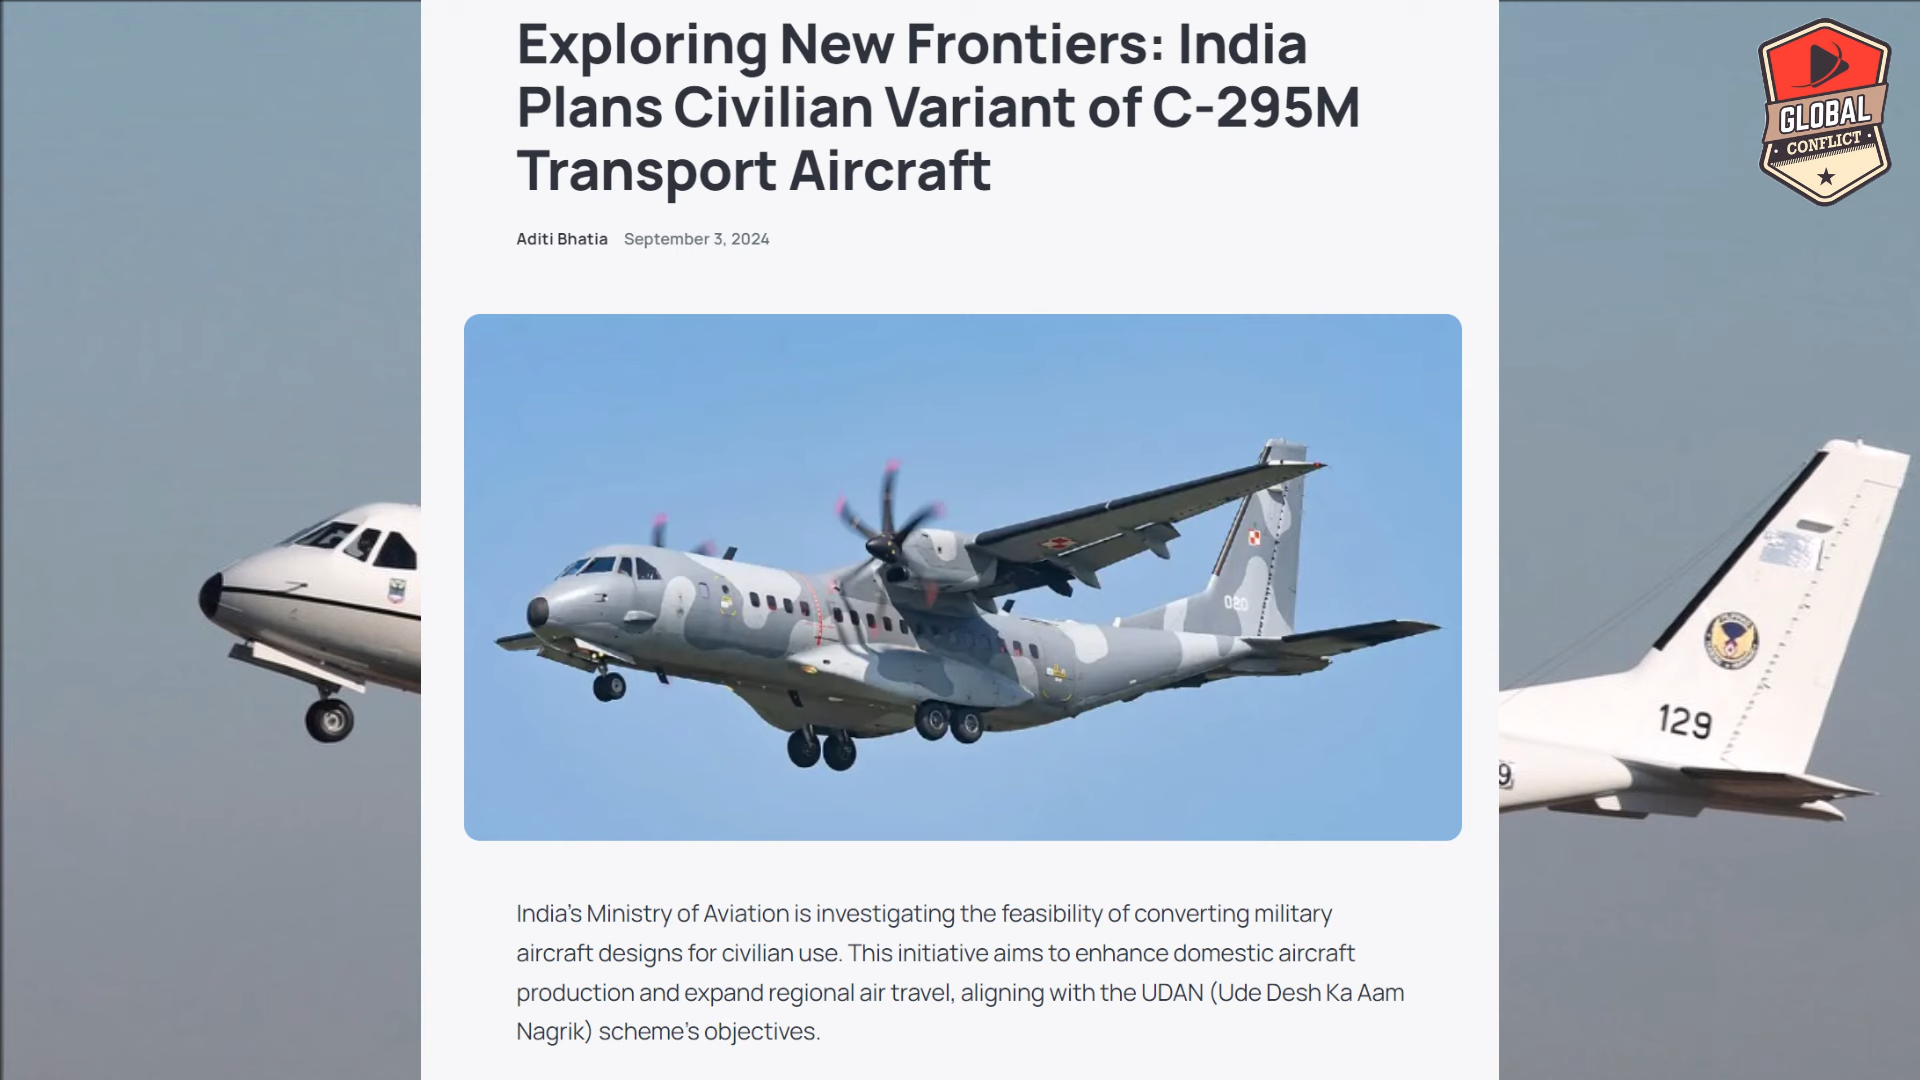 Exploring New Frontiers: India
Plans Civilian Variant of C-295M
Transport Aircraft
Aditi Bhatia September 3, 2024
GLOBAL
CONFLICT
020
129
9
India's Ministry of Aviation is investigating the feasibility of converting military
aircraft designs for civilian use. This initiative aims to enhance domestic aircraft
production and expand regional air travel, aligning with the UDAN (Ude Desh Ka Aam
Nagrik) scheme's objectives.